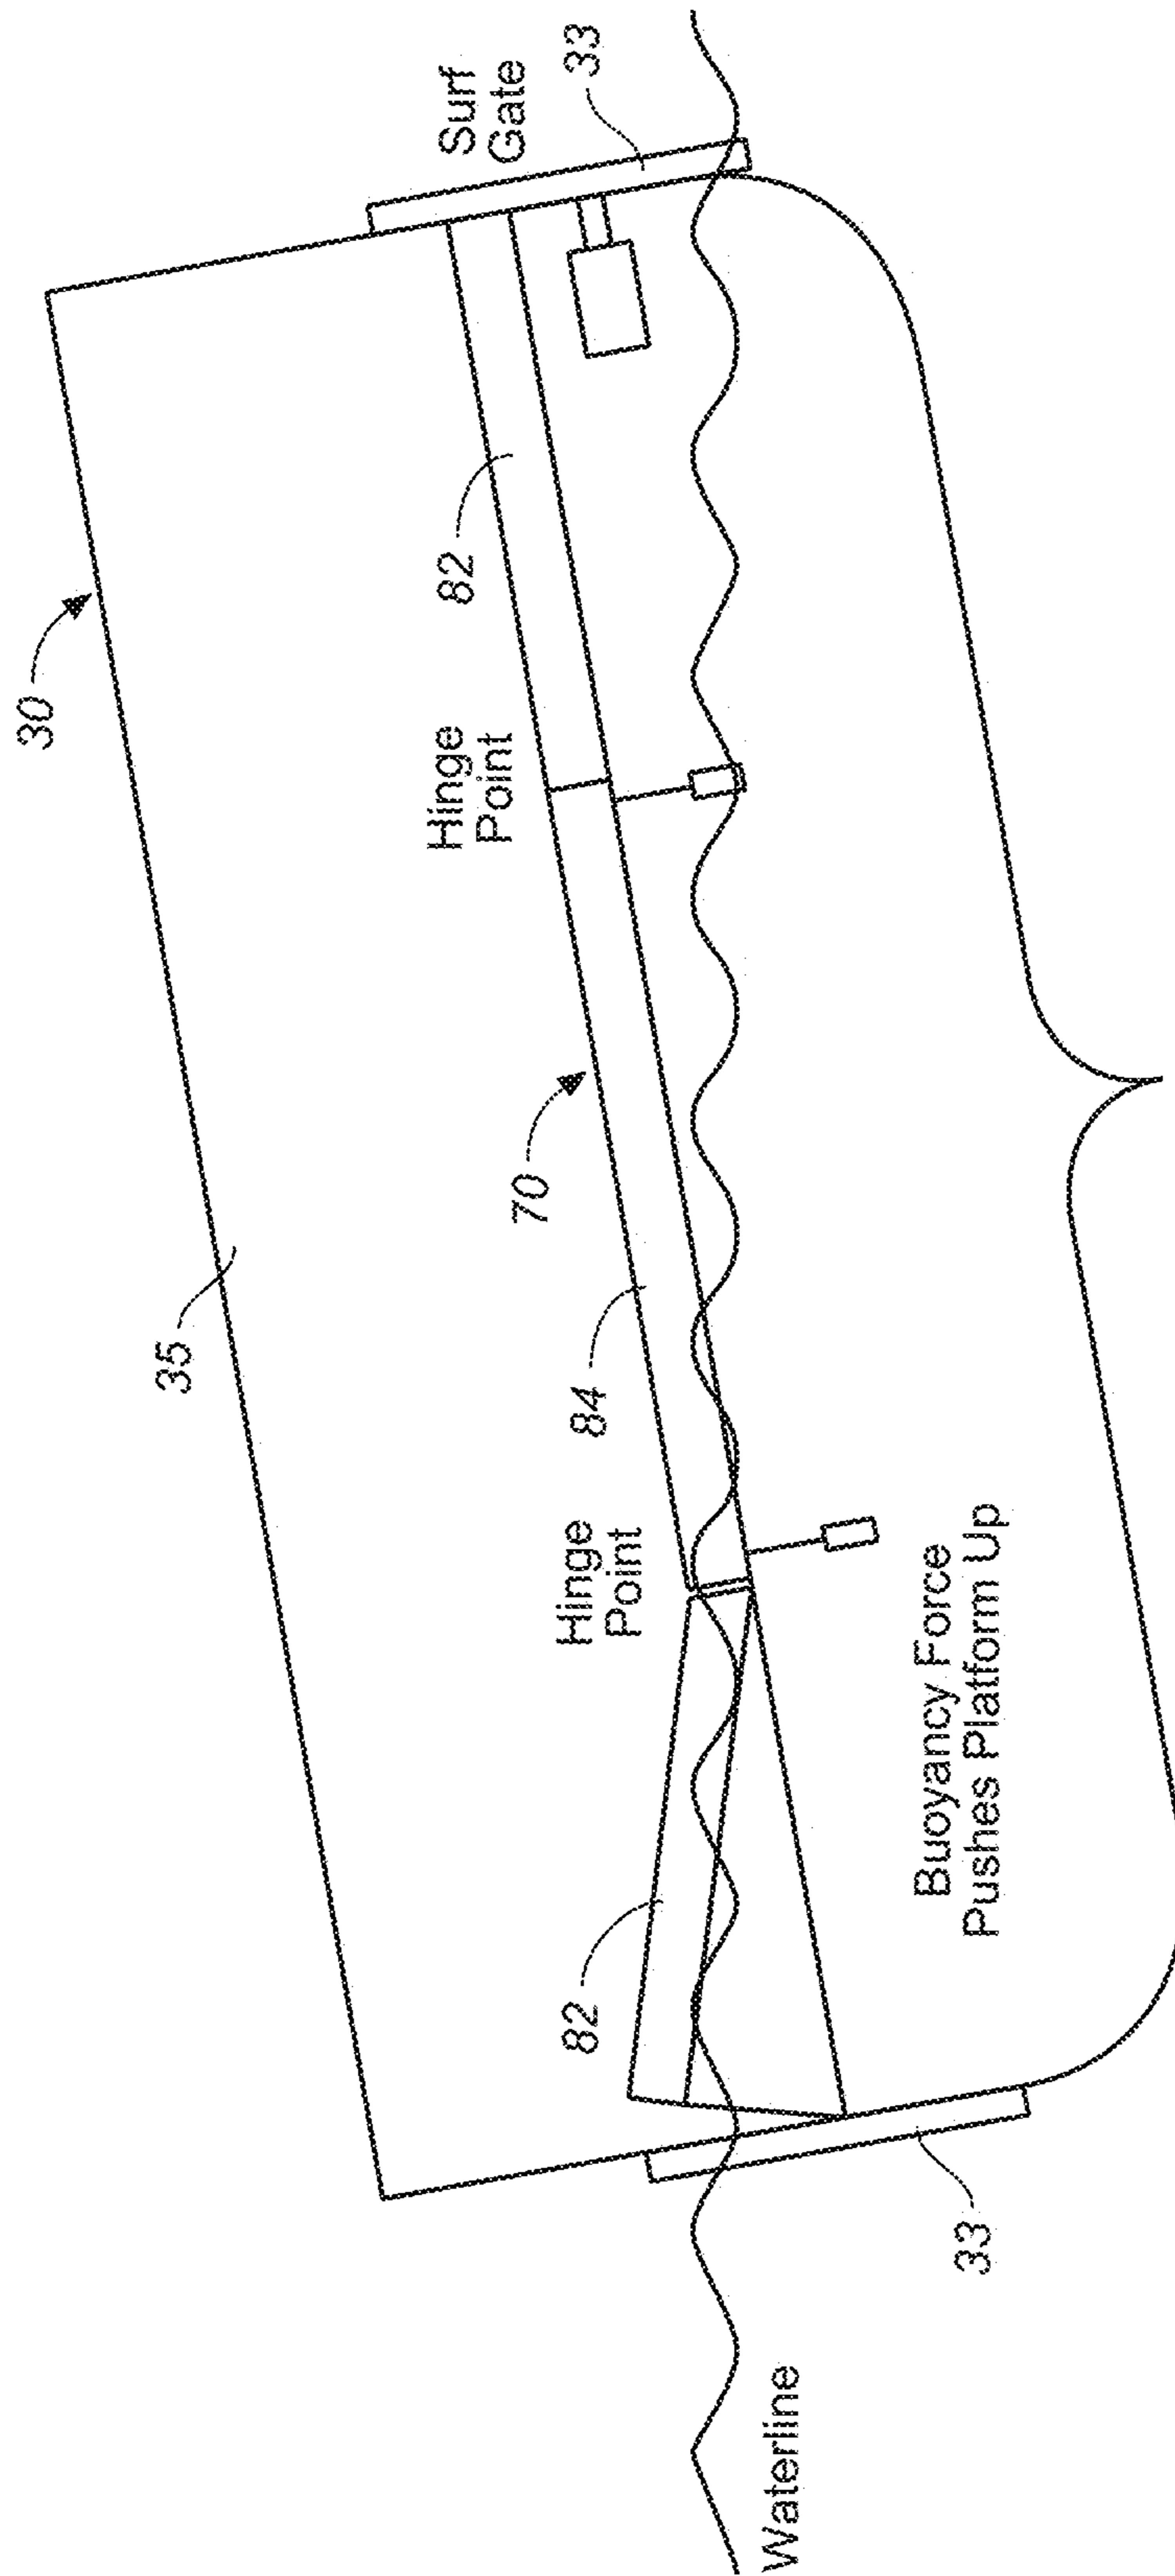 30
35
Surf
Gate
33
82
Hinge
Point
70
84
Hinge
Point
82
Buoyancy Force
Pushes Platform Up
33
Waterline